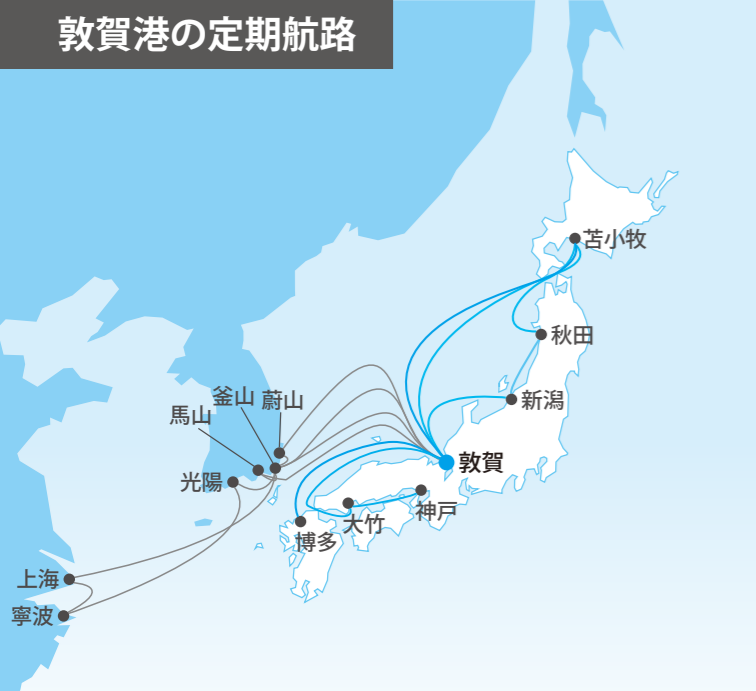 敦賀港の定期航路
苫小牧
秋田
新潟
釜山
蔚山
馬山
敦賀
光陽
神戸
大竹
博多
上海
寧波